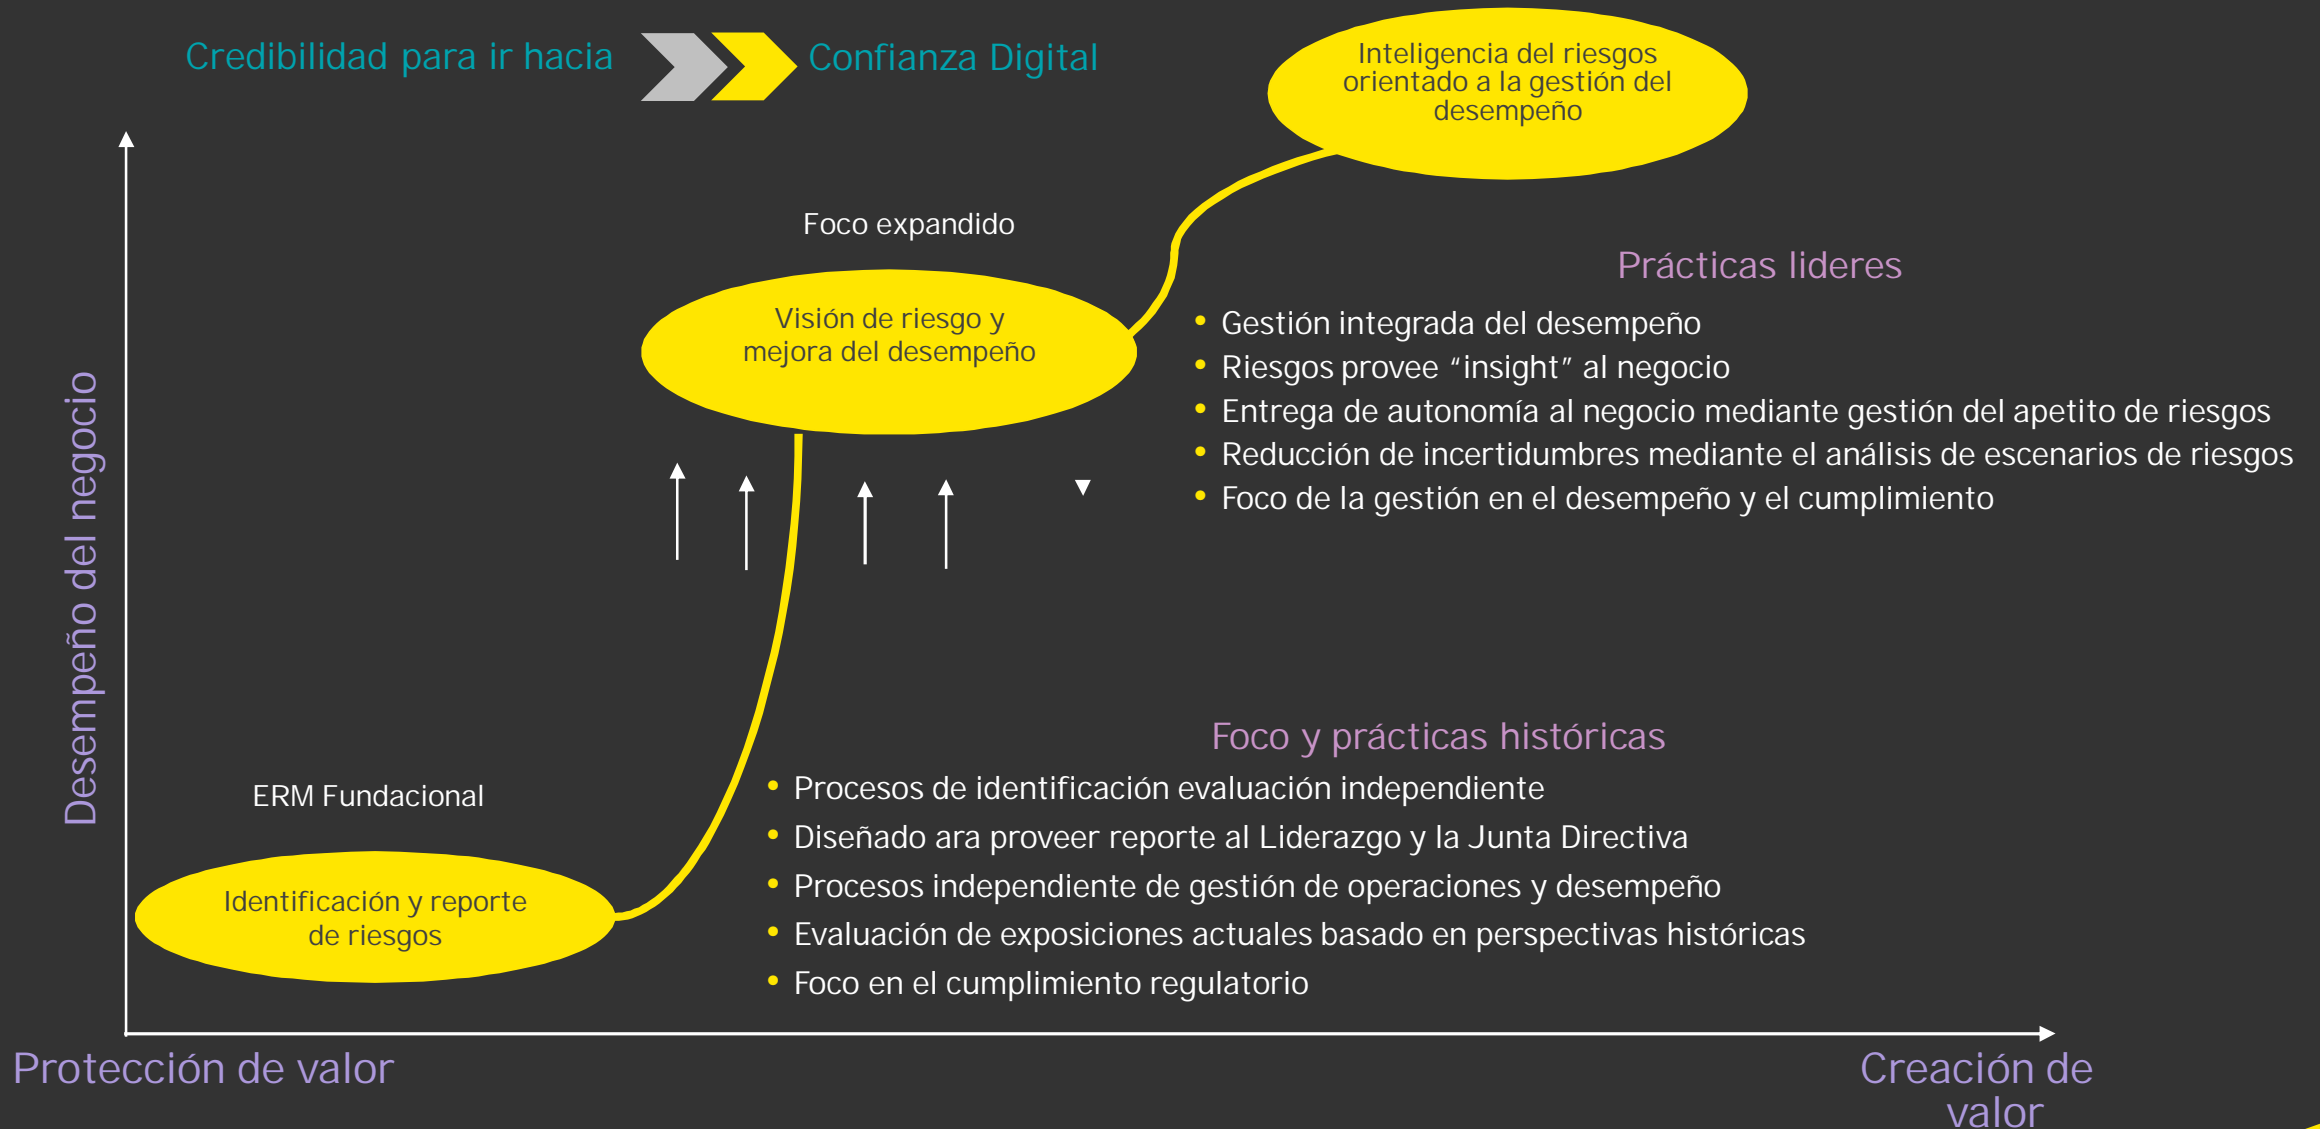 Credibilidad para ir hacia
Confianza Digital
Inteligencia del riesgos
orientado a la gestión del
desempeño
Foco expandido
Visión de riesgo y
mejora del desempeño
Prácticas lideres
• Gestión integrada del desempeño
• Riesgos provee “insight” al negocio
• Entrega de autonomía al negocio mediante gestión del apetito de riesgos
• Reducción de incertidumbres mediante el análisis de escenarios de riesgos
• Foco de la gestión en el desempeño y el cumplimiento
Desempeño del negocio
ERM Fundacional
Identificación y reporte
de riesgos
Foco y prácticas históricas
• Procesos de identificación evaluación independiente
• Diseñado ara proveer reporte al Liderazgo y la Junta Directiva
• Procesos independiente de gestión de operaciones y desempeño
• Evaluación de exposiciones actuales basado en perspectivas históricas
• Foco en el cumplimiento regulatorio
Protección de valor
Creación de
valor